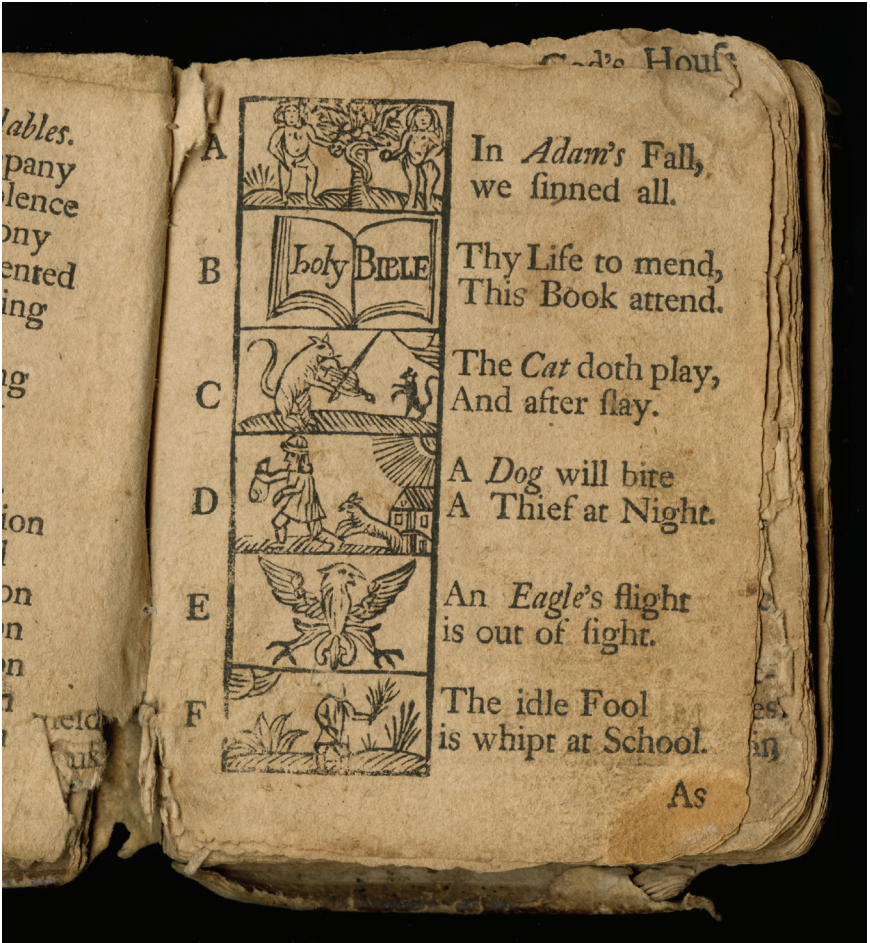 lables.
pany
lence
ony
ented
ing
ng
ion
on
on
on
God's Houſe
A
In Adam's Fall,
we ſinned all.
B
holy BIBLE
Thy Life to mend,
This Book attend.
C
The Cat doth play,
And after ſlay.
D
A Dog will bite
A Thief at Night.
E
An Eagle's flight
is out of ſight.
F
The idle Fool
is whipt at School.
As